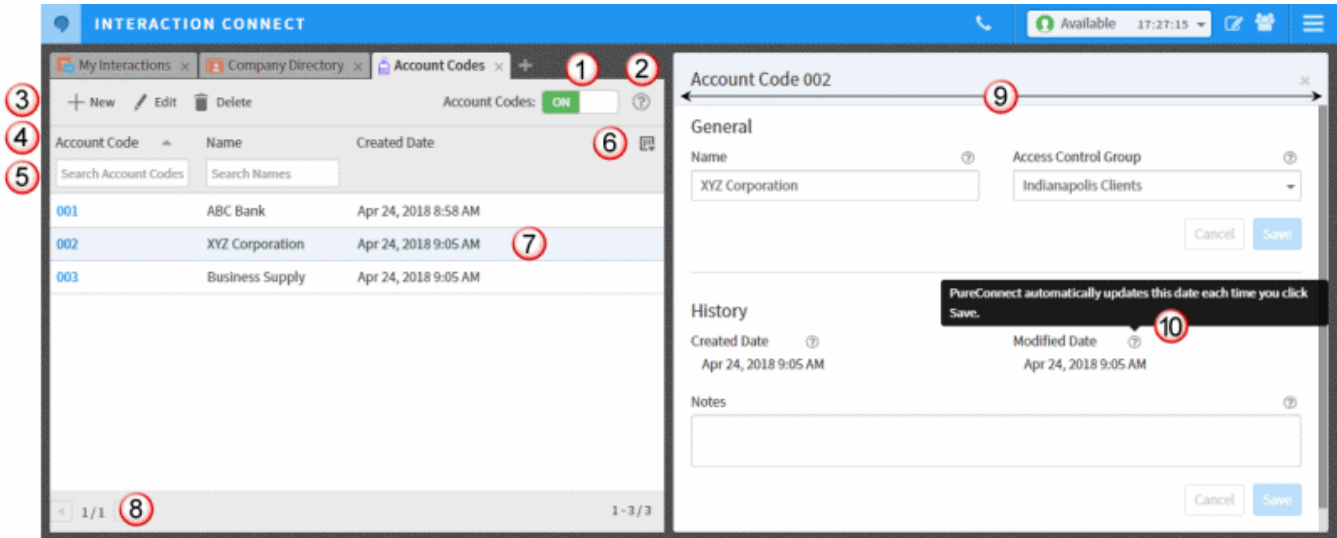 INTERACTION CONNECT
Available 17:27:15
My Interactions × Company Directory × Account Codes × +
1
2
3
New Edit Delete
Account Codes: ON
?
4
Account Code Name Created Date
6
5
Search Account Codes Search Names
001 ABC Bank Apr 24, 2018 8:58 AM
002 XYZ Corporation Apr 24, 2018 9:05 AM
7
003 Business Supply Apr 24, 2018 9:05 AM
1/1
8
1-3/3
Account Code 002 ×
9
General
Name ? Access Control Group ?
XYZ Corporation Indianapolis Clients
Cancel Save
PureConnect automatically updates this date each time you click
Save.
10
History
Created Date ? Modified Date ?
Apr 24, 2018 9:05 AM Apr 24, 2018 9:05 AM
Notes ?
Cancel Save